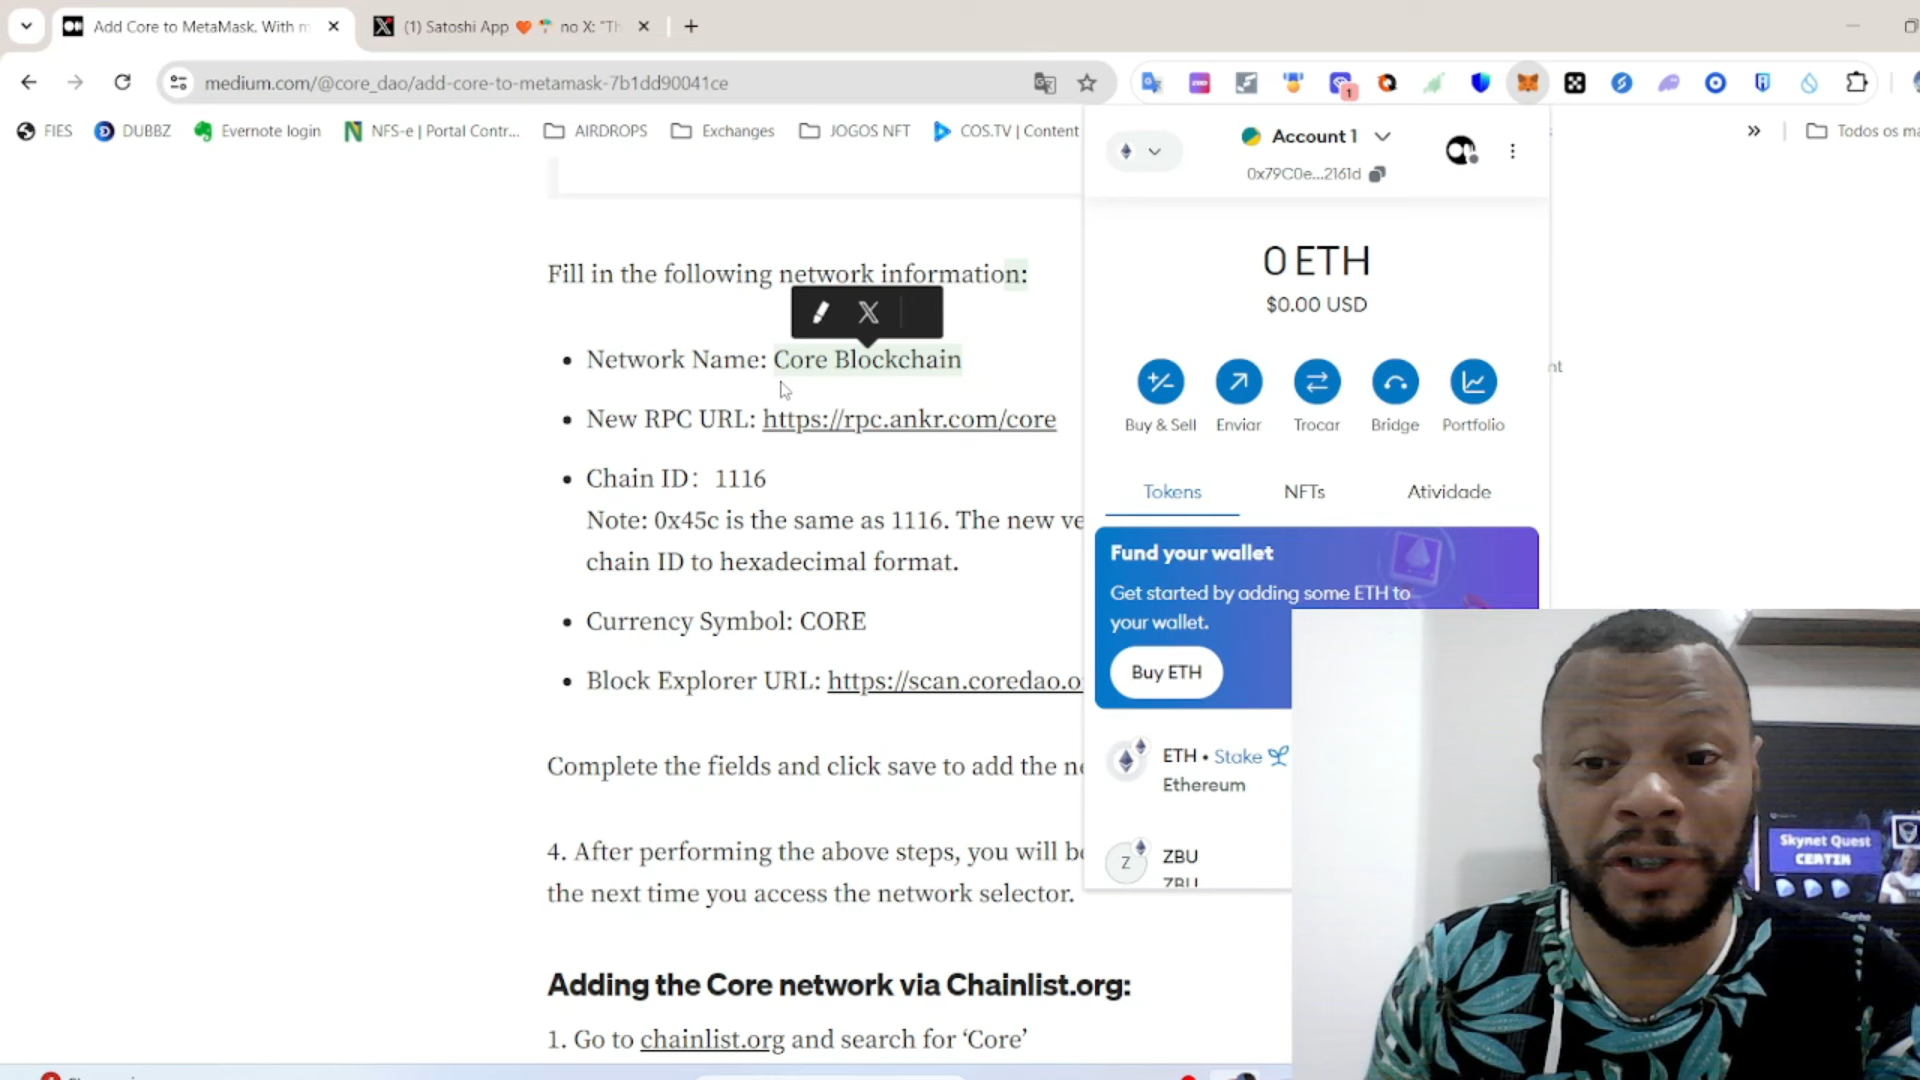 Add Core to MetaMask. With m
(1) Satoshi App no X: "Th
medium.com/@core_dao/add-core-to-metamask-7b1dd90041ce
1
FIES
DUBBZ
Evernote login
NFS-e | Portal Contr...
AIRDROPS
Exchanges
JOGOS NFT
COS.TV | Content
Todos os ma
Account 1
0x79C0e...2161d
0 ETH
$0.00 USD
Buy & Sell
Enviar
Trocar
Bridge
Portfolio
Tokens
NFTs
Atividade
Fund your wallet
Get started by adding some ETH to
your wallet.
Buy ETH
ETH • Stake
Ethereum
Z
ZBU
ZBU
Fill in the following network information:
Network Name: Core Blockchain
New RPC URL: https://rpc.ankr.com/core
Chain ID: 1116
Note: 0x45c is the same as 1116. The new ve
chain ID to hexadecimal format.
Currency Symbol: CORE
Block Explorer URL: https://scan.coredao.o
Complete the fields and click save to add the ne
4. After performing the above steps, you will be
the next time you access the network selector.
Adding the Core network via Chainlist.org:
1. Go to chainlist.org and search for ‘Core’
nt
Skynet Quest
CERTIK